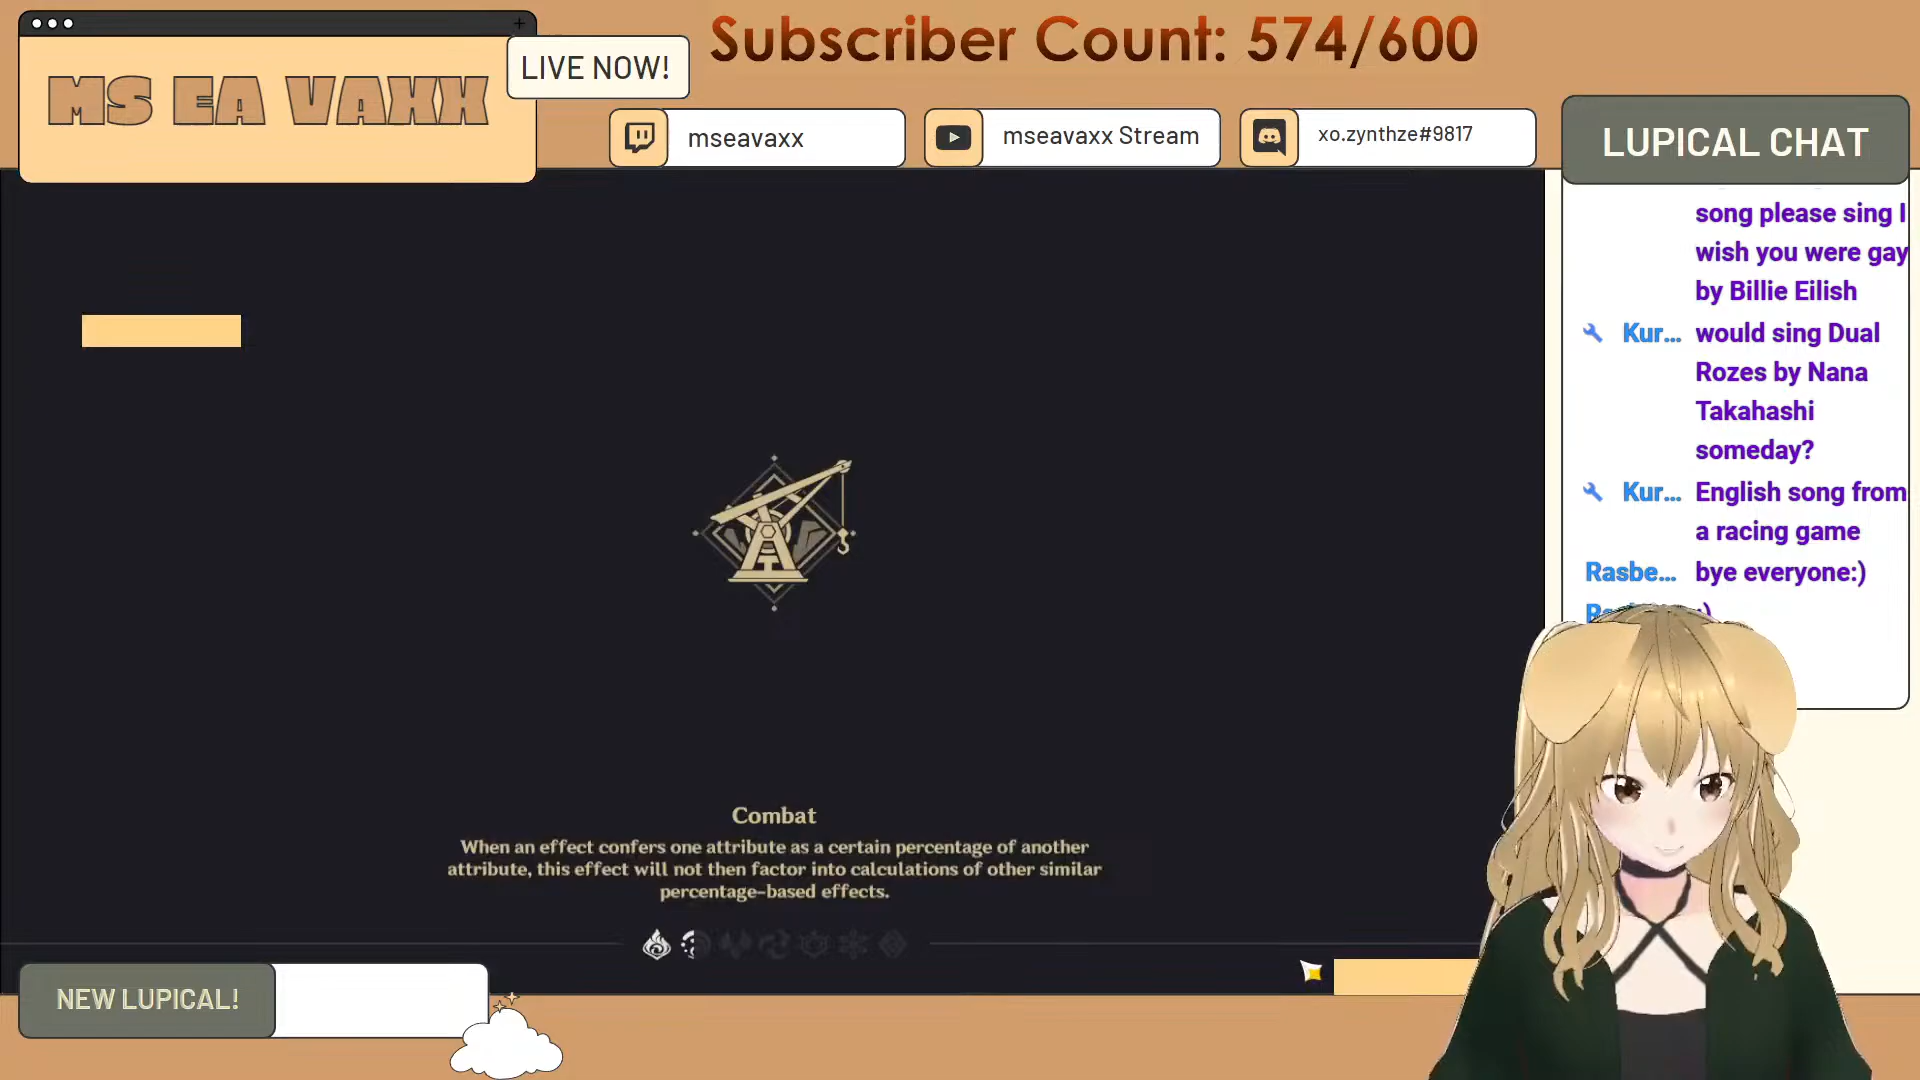 MS EA VAXX
LIVE NOW!
Subscriber Count: 574/600
mseavaxx
mseavaxx Stream
xo.zynthze#9817
LUPICAL CHAT
song please sing I
wish you were gay
by Billie Eilish
Kur... would sing Dual
Rozes by Nana
Takahashi
someday?
Kur... English song from
a racing game
Rasbe... bye everyone:)
:)
Combat
When an effect confers one attribute as a certain percentage of another
attribute, this effect will not then factor into calculations of other similar
percentage-based effects.
NEW LUPICAL!